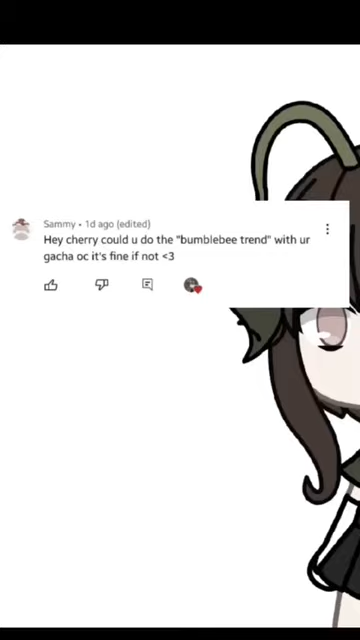 Sammy • 1d ago (edited)
Hey cherry could u do the "bumblebee trend" with ur
gacha oc it's fine if not <3